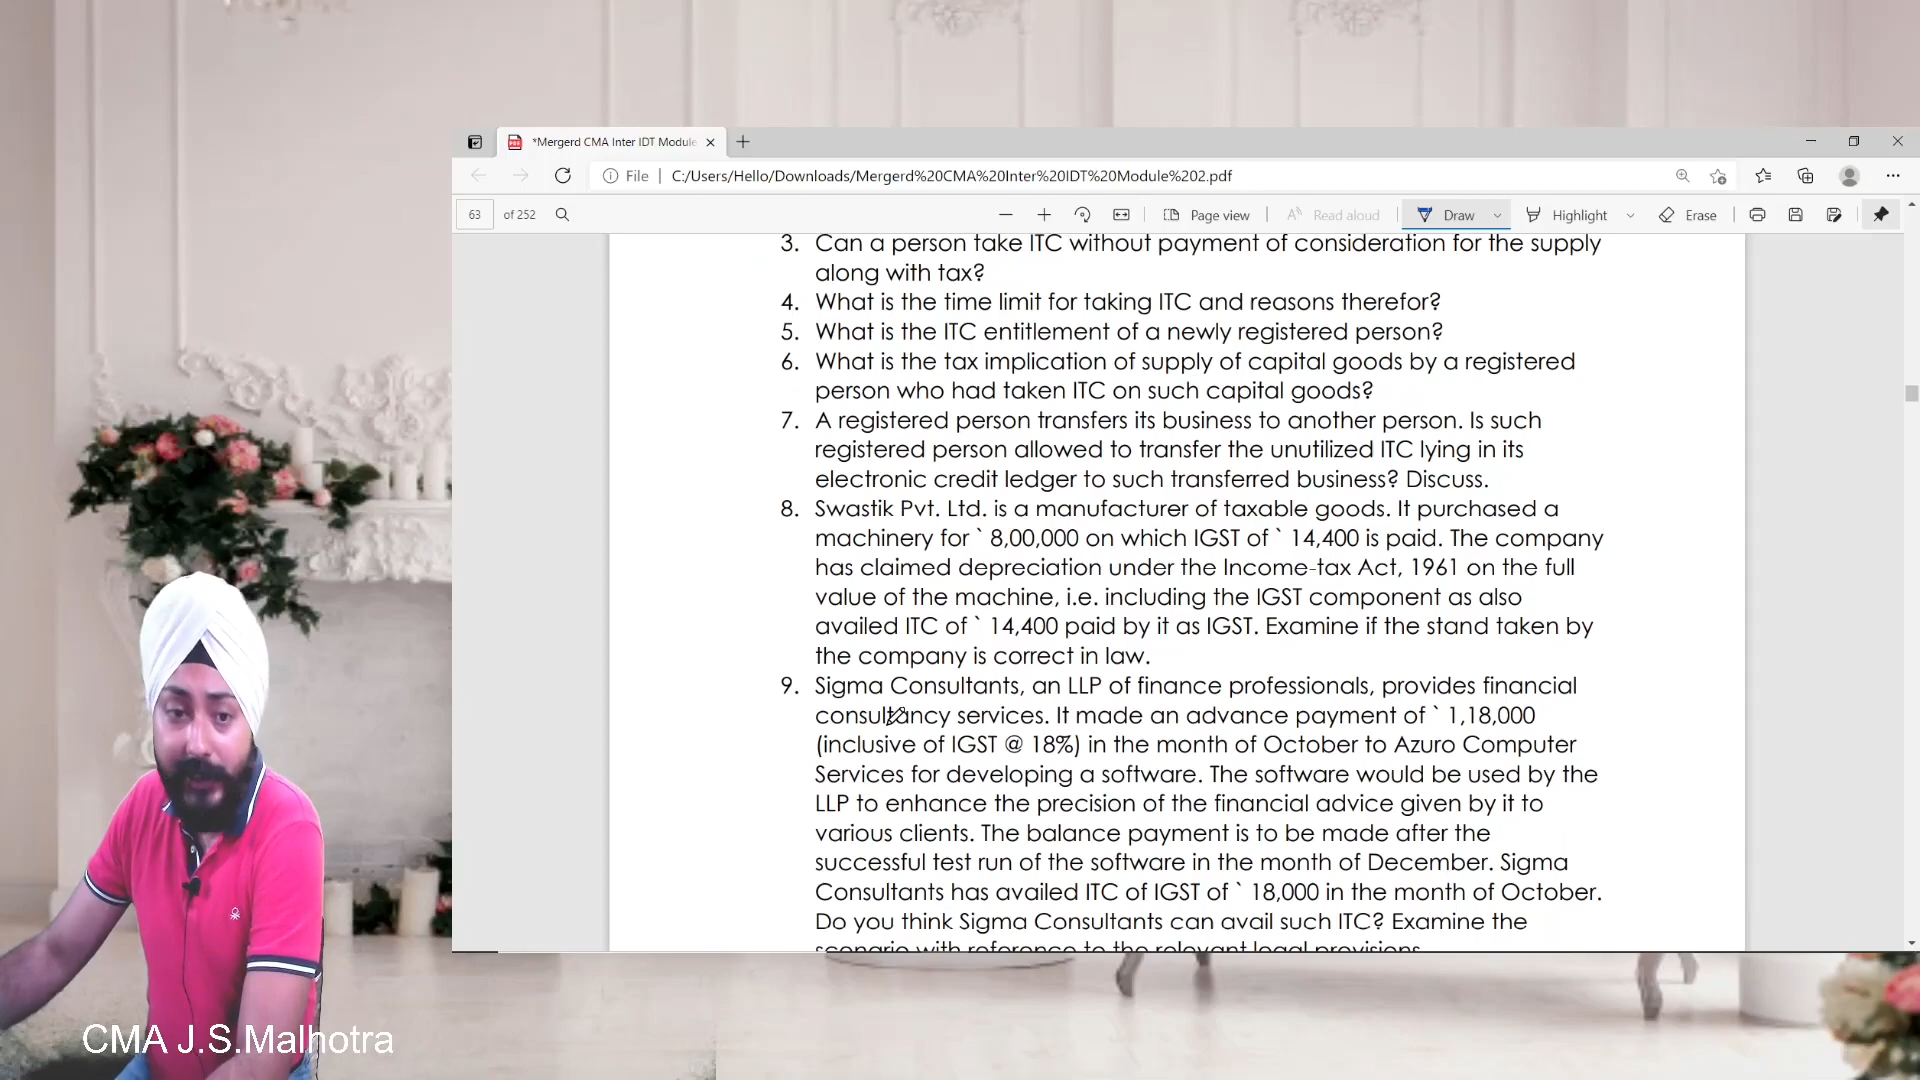 *Mergerd CMA Inter IDT Module
File
C:/Users/Hello/Downloads/Mergerd%20CMA%20Inter%20IDT%20Module%202.pdf
63 of 252
Page view
Read aloud
Draw
Highlight
Erase
3. Can a person take ITC without payment of consideration for the supply
along with tax?
4. What is the time limit for taking ITC and reasons therefor?
5. What is the ITC entitlement of a newly registered person?
6. What is the tax implication of supply of capital goods by a registered
person who had taken ITC on such capital goods?
7. A registered person transfers its business to another person. Is such
registered person allowed to transfer the unutilized ITC lying in its
electronic credit ledger to such transferred business? Discuss.
8. Swastik Pvt. Ltd. is a manufacturer of taxable goods. It purchased a
machinery for ` 8,00,000 on which IGST of ` 14,400 is paid. The company
has claimed depreciation under the Income-tax Act, 1961 on the full
value of the machine, i.e. including the IGST component as also
availed ITC of ` 14,400 paid by it as IGST. Examine if the stand taken by
the company is correct in law.
9. Sigma Consultants, an LLP of finance professionals, provides financial
consultancy services. It made an advance payment of ` 1,18,000
(inclusive of IGST @ 18%) in the month of October to Azuro Computer
Services for developing a software. The software would be used by the
LLP to enhance the precision of the financial advice given by it to
various clients. The balance payment is to be made after the
successful test run of the software in the month of December. Sigma
Consultants has availed ITC of IGST of ` 18,000 in the month of October.
Do you think Sigma Consultants can avail such ITC? Examine the
scenario with reference to the relevant legal provisions.
CMA J.S.Malhotra